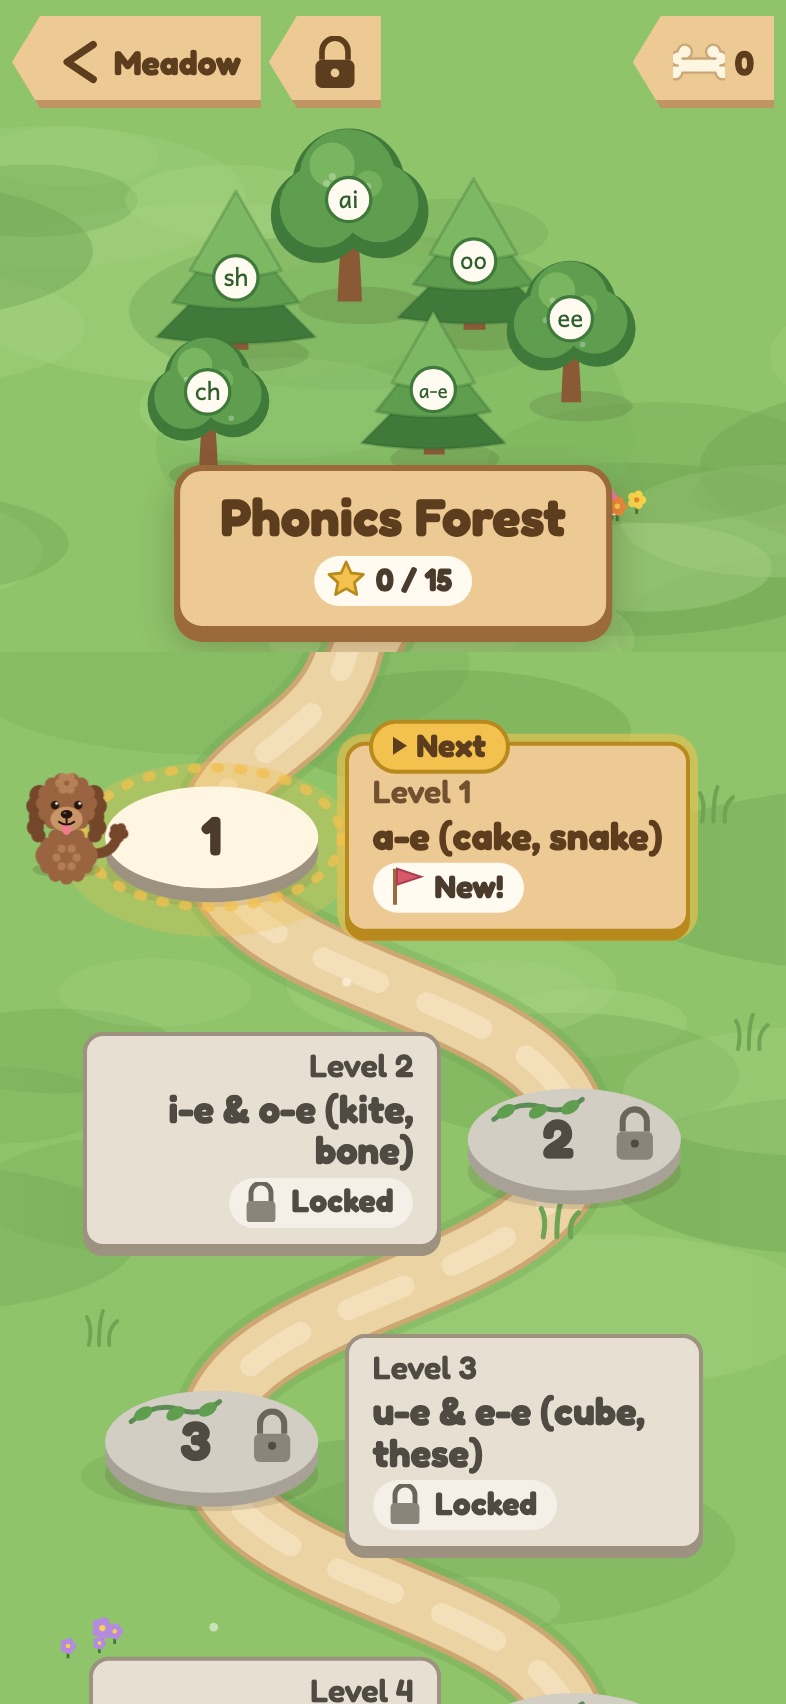 Meadow
0
ai
sh
oo
ee
ch
a-e
Phonics Forest
0 / 15
Next
Level 1
a-e (cake, snake)
New!
1
Level 2
i-e & o-e (kite,
bone)
Locked
2
Level 3
u-e & e-e (cube,
these)
Locked
3
Level 4